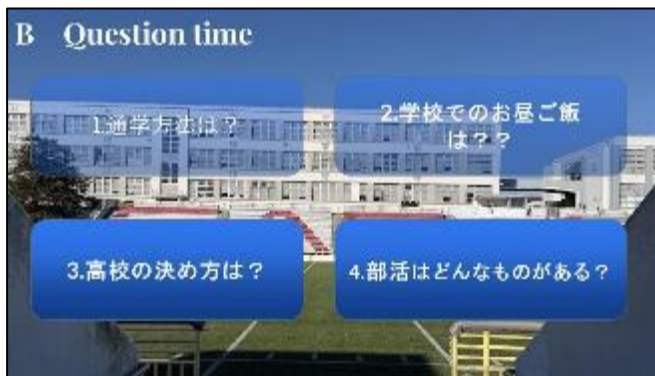 B Question time
1.通学方法は？
2.学校でのお昼ご飯
は？？
3.高校の決め方は？
4.部活はどんなものがある？